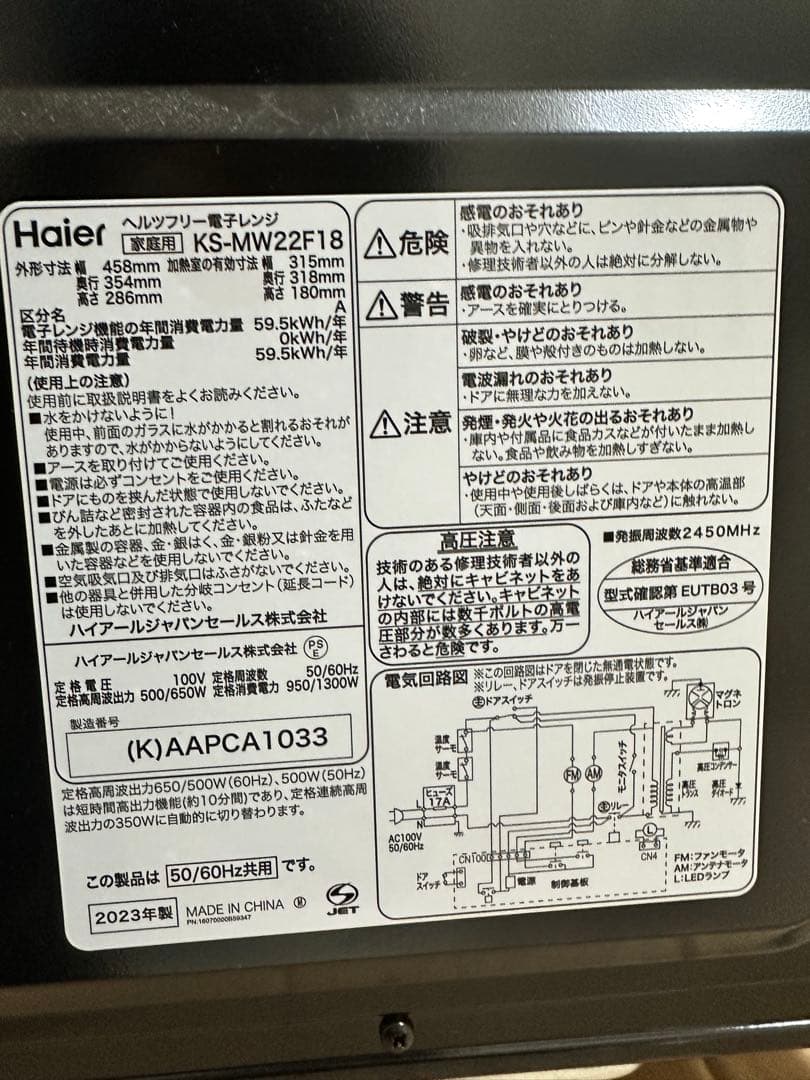 Haier
ヘルツフリー電子レンジ
家庭用 KS-MW22F18
外形寸法 幅 458mm 加熱室の有効寸法 幅 315mm
奥行 354mm 奥行 318mm
高さ 286mm 高さ 180mm
区分名 A
電子レンジ機能の年間消費電力量 59.5kWh/年
年間待機時消費電力量 0kWh/年
年間消費電力量 59.5kWh/年
(使用上の注意)
使用前に取扱説明書をよくお読みください。
■水をかけないように!
使用中、前面のガラスに水がかかると割れるおそれが
ありますので、水がかからないようにしてください。
■アースを取り付けてご使用ください。
■電源は必ずコンセントをご使用ください。
■ドアにものを挟んだ状態で使用しないでください。
■びん詰など密封された容器内の食品は、ふたなど
を外したあとに加熱してください。
■金属製の容器、金・銀はく、金・銀粉又は針金を用
いた容器などを使用しないでください。
■空気吸気口及び排気口はふさがないでください。
■他の器具と併用した分岐コンセント(延長コード)
は使用しないでください。
ハイアールジャパンセールス株式会社
ハイアールジャパンセールス株式会社 PSE
定格電圧 100V 定格周波数 50/60Hz
定格高周波出力 500/650W 定格消費電力 950/1300W
製造番号
(K)AAPCA1033
定格高周波出力650/500W(60Hz)、500W(50Hz)
は短時間高出力機能(約10分間)であり、定格連続高周
波出力の350Wに自動的に切り替わります。
この製品は 50/60Hz共用 です。
2023年製 MADE IN CHINA Ⓜ
PN:16070000B59347
JET
⚠危険
感電のおそれあり
・吸排気口や穴などに、ピンや針金などの金属物や
異物を入れない。
・修理技術者以外の人は絶対に分解しない。
⚠警告
感電のおそれあり
・アースを確実にとりつける。
⚠注意
破裂・やけどのおそれあり
・卵など、膜や殻付きのものは加熱しない。
電波漏れのおそれあり
・ドアに無理な力を加えない。
発煙・発火や火花の出るおそれあり
・庫内や付属品に食品カスなどが付いたまま加熱し
ない。食品や飲み物を加熱しすぎない。
やけどのおそれあり
・使用中や使用後しばらくは、ドアや本体の高温部
(天面・側面・後面および庫内など)に触れない。
高圧注意
技術のある修理技術者以外の
人は、絶対にキャビネットをあ
けないでください。キャビネット
の内部には数千ボルトの高電
圧部分が数多くあります。万一
さわると危険です。
■発振周波数2450MHz
総務省基準適合
型式確認第 EUTB03 号
ハイアールジャパン
セールス㈱
電気回路図 ※この回路図はドアを閉じた無通電状態です。
※リレー、ドアスイッチは発振停止装置です。
主ドアスイッチ
マグネ
トロン
温度
サーモ
温度
サーモ
FM
AM
モニタスイッチ
高圧コンデンサー
高圧
トランス
高圧
ダイオード
ヒューズ
17A
L
N
主リレー
AC100V
50/60Hz
L
CN4
CN100
ドア
スイッチ
電源
制御基板
FM:ファンモータ
AM:アンテナモータ
L:LEDランプ